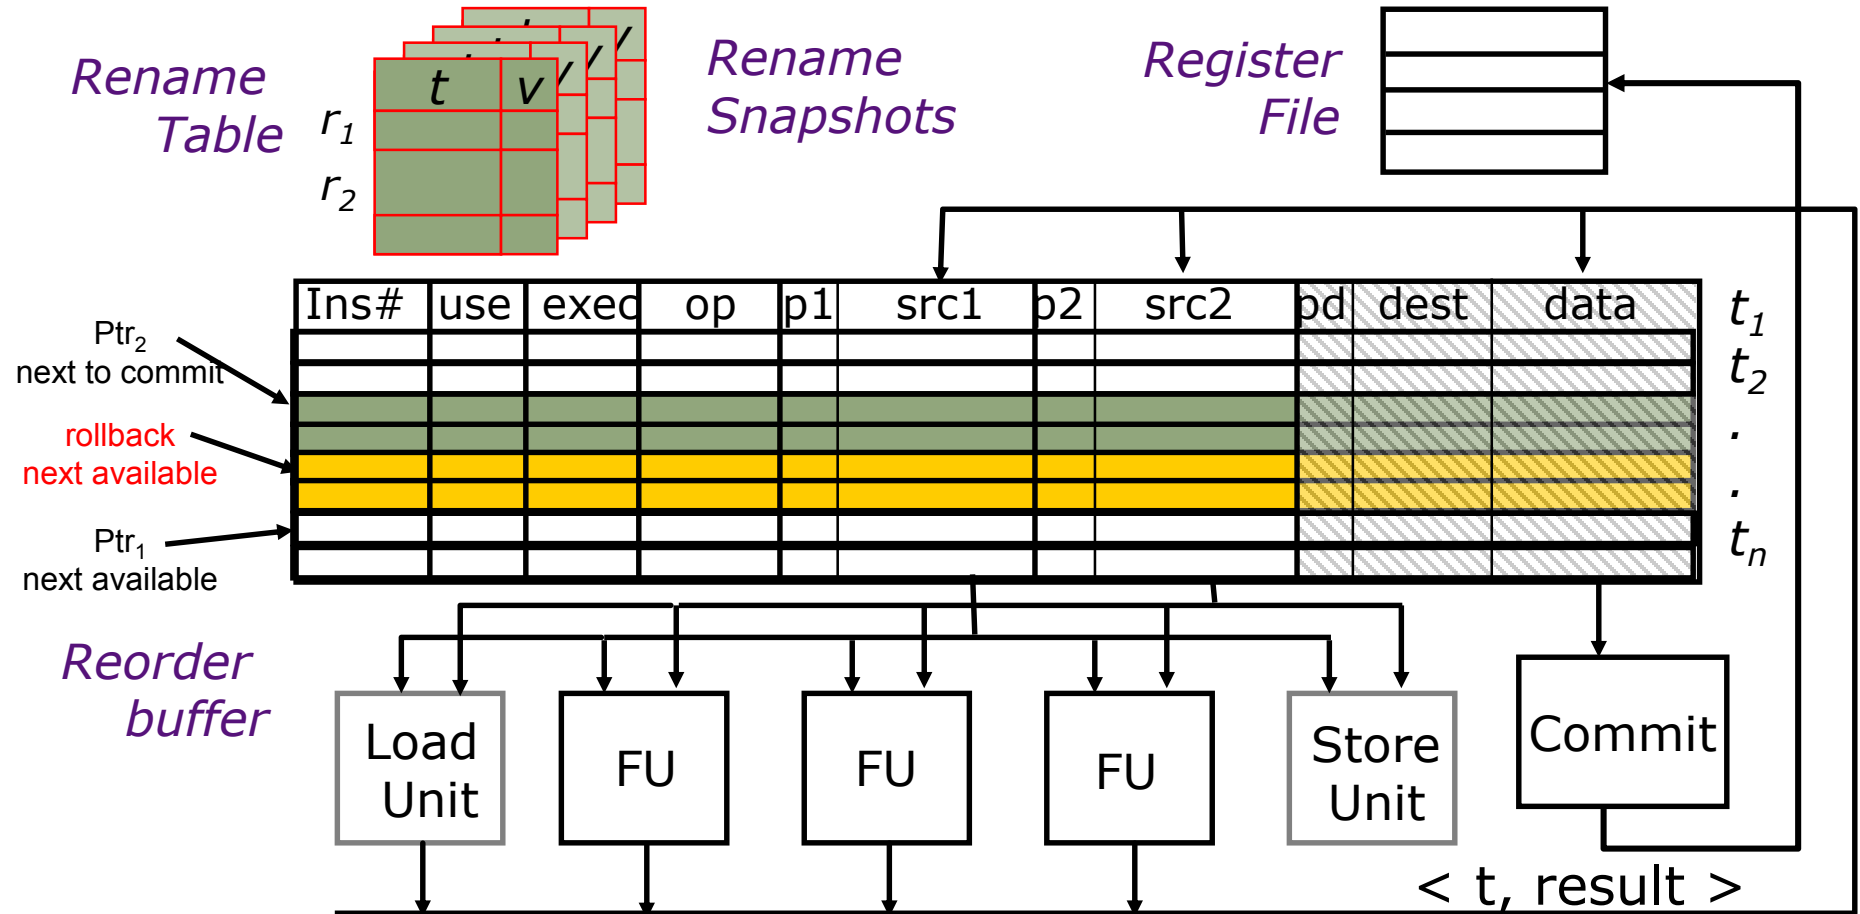 Rename
Table
t v
r1
r2
Rename
Snapshots
Register
File
Ins# use exec op p1 src1 p2 src2 pd dest data
t1
t2
.
.
tn
Ptr2
next to commit
rollback
next available
Ptr1
next available
Reorder
buffer
Load
Unit
FU
FU
FU
Store
Unit
Commit
< t, result >